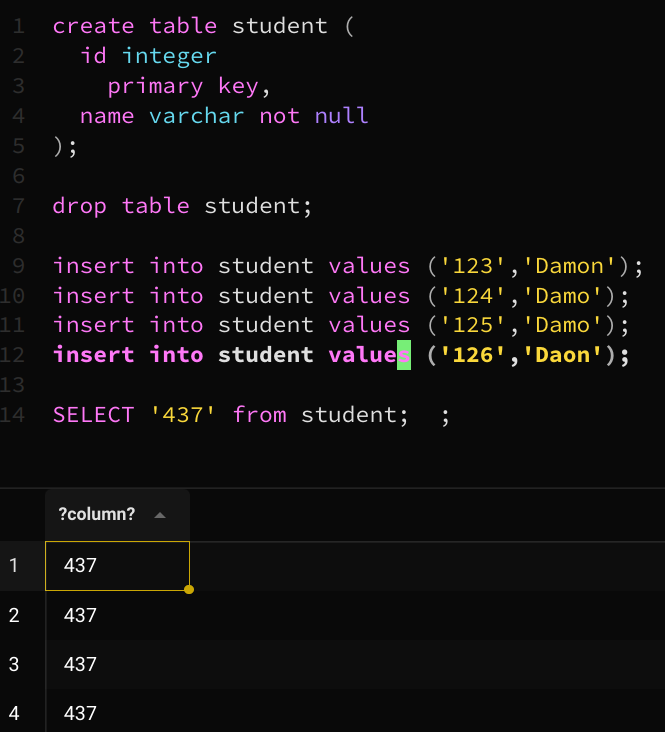 1 create table student (
2 id integer
3 primary key,
4 name varchar not null
5 );
6
7 drop table student;
8
9 insert into student values ('123','Damon');
10 insert into student values ('124','Damo');
11 insert into student values ('125','Damo');
12 insert into student values ('126','Daon');
13
14 SELECT '437' from student; ;
?column?
1 437
2 437
3 437
4 437